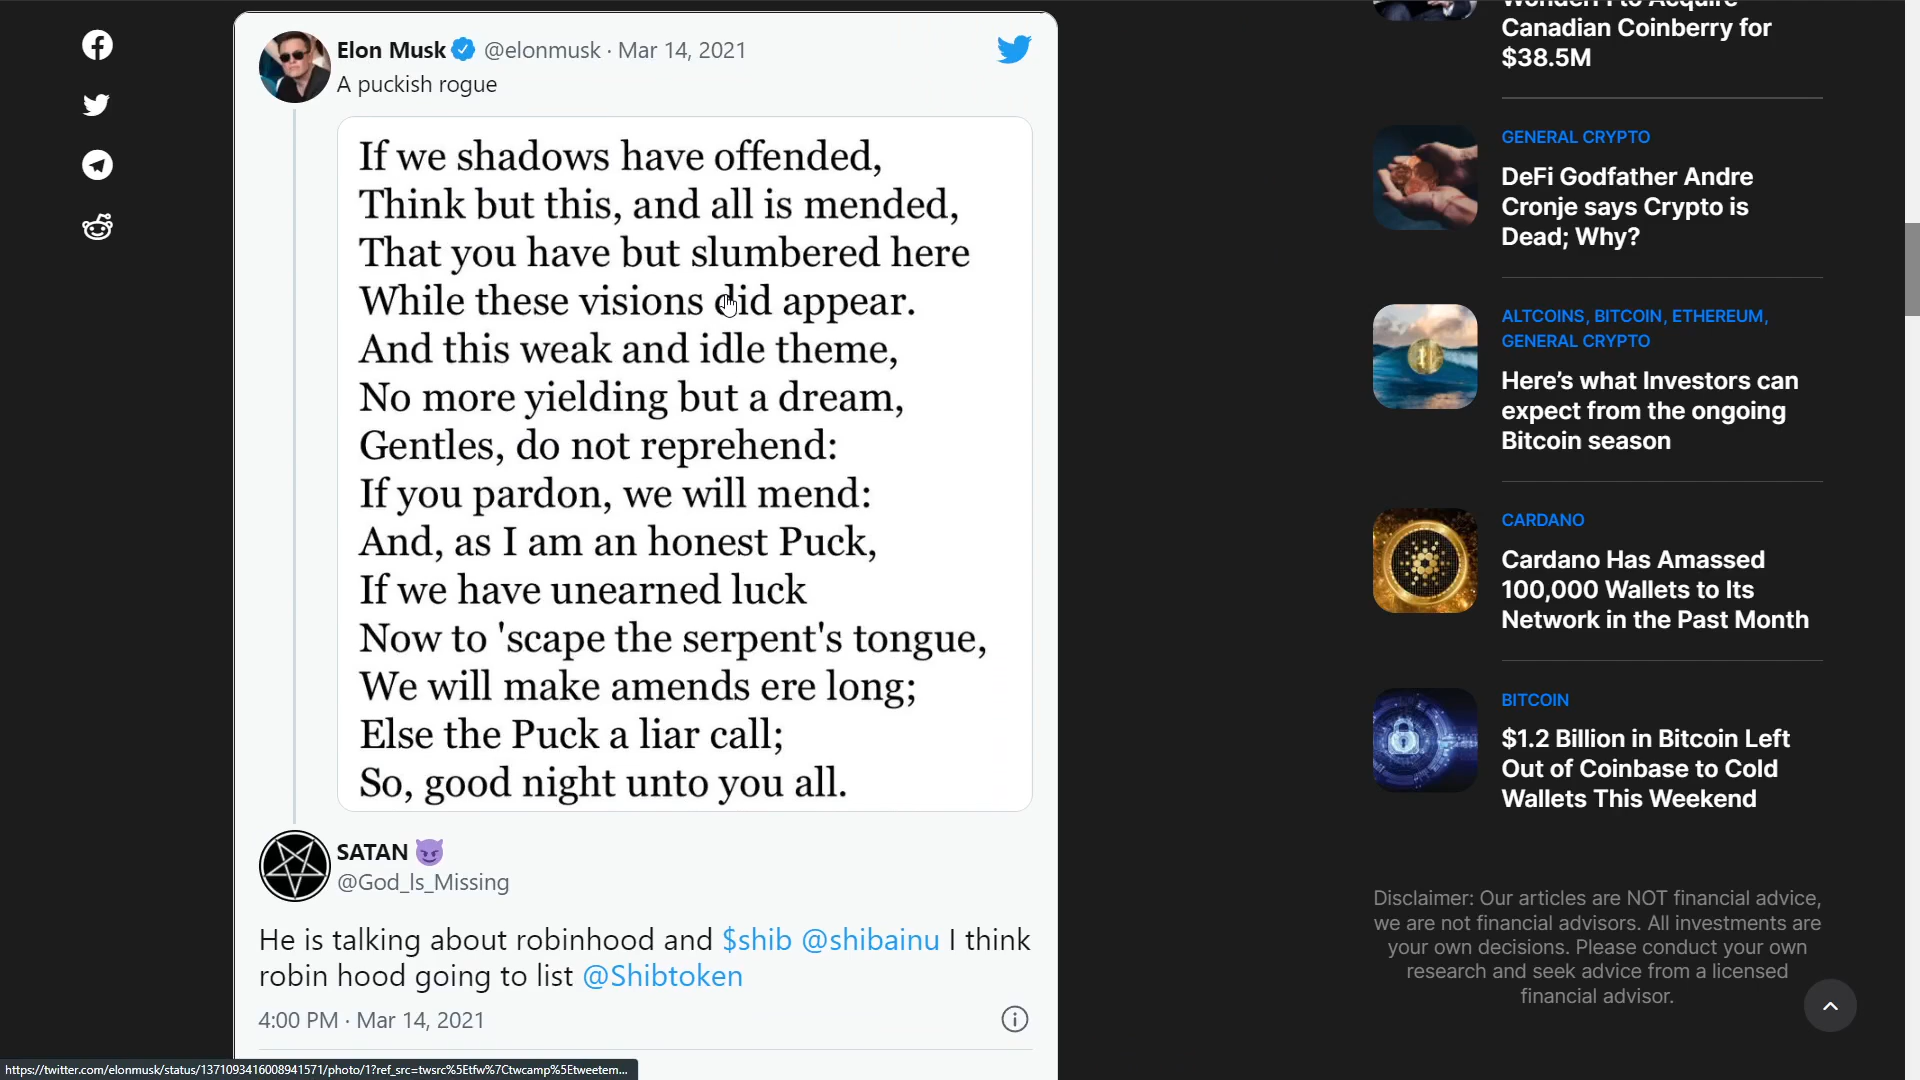 Elon Musk @elonmusk · Mar 14, 2021
A puckish rogue
If we shadows have offended,
Think but this, and all is mended,
That you have but slumbered here
While these visions did appear.
And this weak and idle theme,
No more yielding but a dream,
Gentles, do not reprehend:
If you pardon, we will mend:
And, as I am an honest Puck,
If we have unearned luck
Now to 'scape the serpent's tongue,
We will make amends ere long;
Else the Puck a liar call;
So, good night unto you all.
SATAN 😈
@God_ls_Missing
He is talking about robinhood and $shib @shibainu I think
robin hood going to list @Shibtoken
4:00 PM · Mar 14, 2021
Canadian Coinberry for
$38.5M
GENERAL CRYPTO
DeFi Godfather Andre
Cronje says Crypto is
Dead; Why?
ALTCOINS, BITCOIN, ETHEREUM,
GENERAL CRYPTO
Here's what Investors can
expect from the ongoing
Bitcoin season
CARDANO
Cardano Has Amassed
100,000 Wallets to Its
Network in the Past Month
BITCOIN
$1.2 Billion in Bitcoin Left
Out of Coinbase to Cold
Wallets This Weekend
Disclaimer: Our articles are NOT financial advice,
we are not financial advisors. All investments are
your own decisions. Please conduct your own
research and seek advice from a licensed
financial advisor.
https://twitter.com/elonmusk/status/1371093416008941571/photo/1?ref_src=twsrc%5Etfw%7Ctwcamp%5Etweetem...